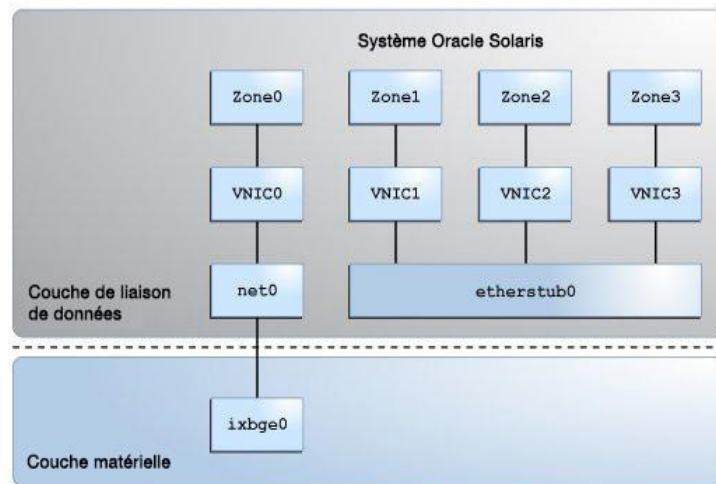 Système Oracle Solaris
Zone0 Zone1 Zone2 Zone3
VNIC0 VNIC1 VNIC2 VNIC3
Couche de liaison
de données
net0 etherstub0
ixbge0
Couche matérielle